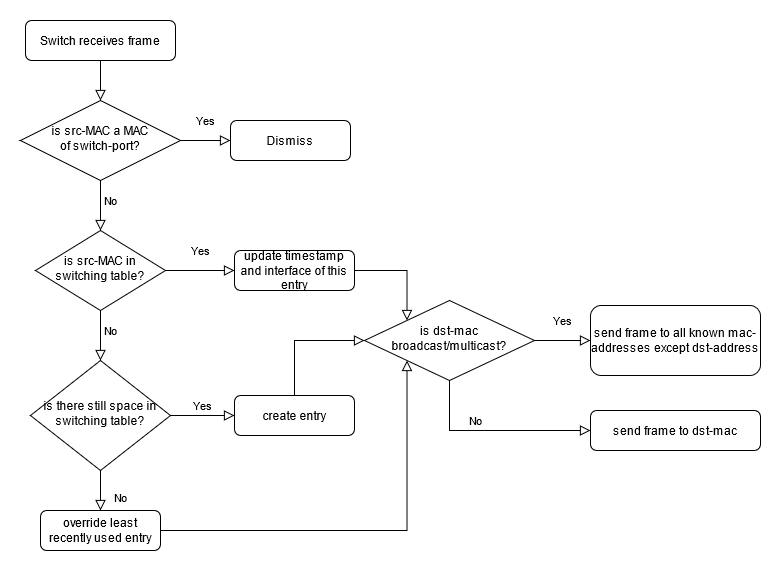 Switch receives frame
is src-MAC a MAC
of switch-port?
Yes
Dismiss
No
is src-MAC in
switching table?
Yes
update timestamp
and interface of this
entry
No
is dst-mac
broadcast/multicast?
Yes
send frame to all known mac-
addresses except dst-address
is there still space in
switching table?
Yes
create entry
No
send frame to dst-mac
No
override least
recently used entry